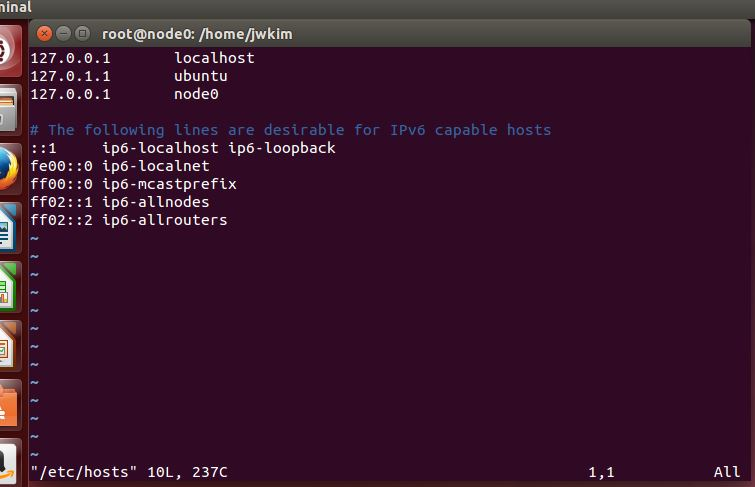 minal
root@node0: /home/jwkim
127.0.0.1       localhost
127.0.1.1       ubuntu
127.0.0.1       node0
# The following lines are desirable for IPv6 capable hosts
::1     ip6-localhost ip6-loopback
fe00::0 ip6-localnet
ff00::0 ip6-mcastprefix
ff02::1 ip6-allnodes
ff02::2 ip6-allrouters
~
~
~
~
~
~
~
~
~
~
~
~
~
"/etc/hosts" 10L, 237C                                        1,1           All